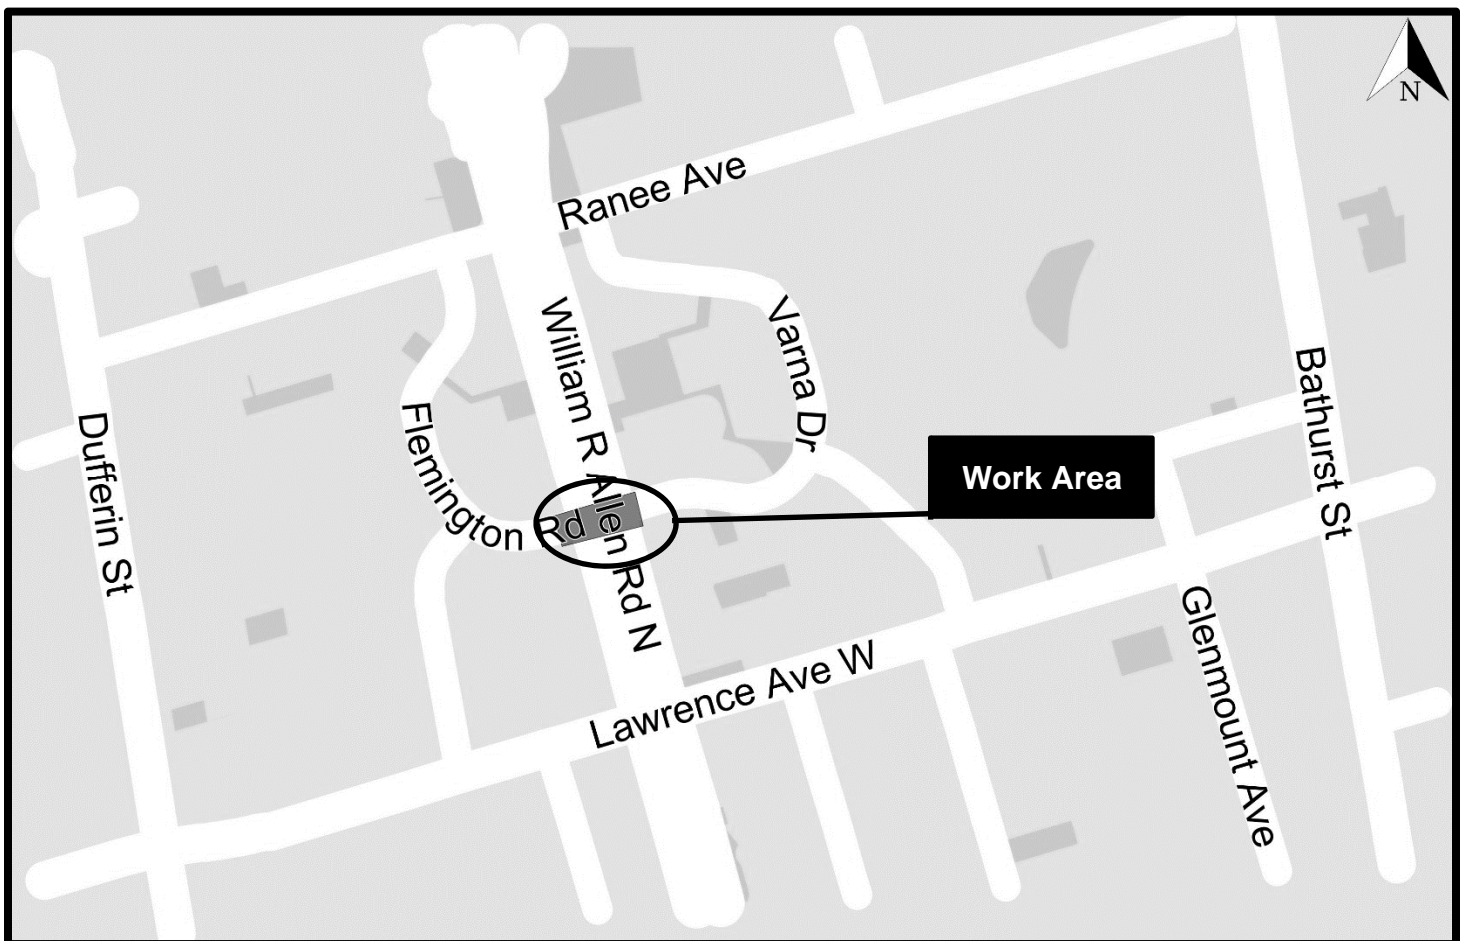 N
Ranee Ave
William R Allen Rd N
Varna Dr
Flemington Rd
Dufferin St
Bathurst St
Work Area
Glenmount Ave
Lawrence Ave W